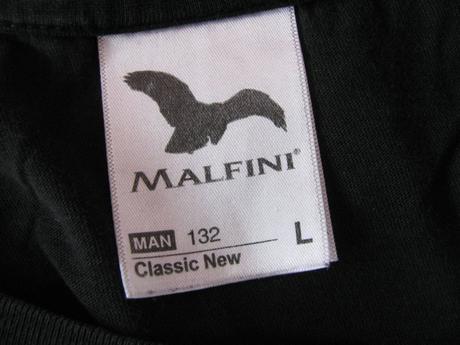 MALFINI®
MAN 132 L
Classic New